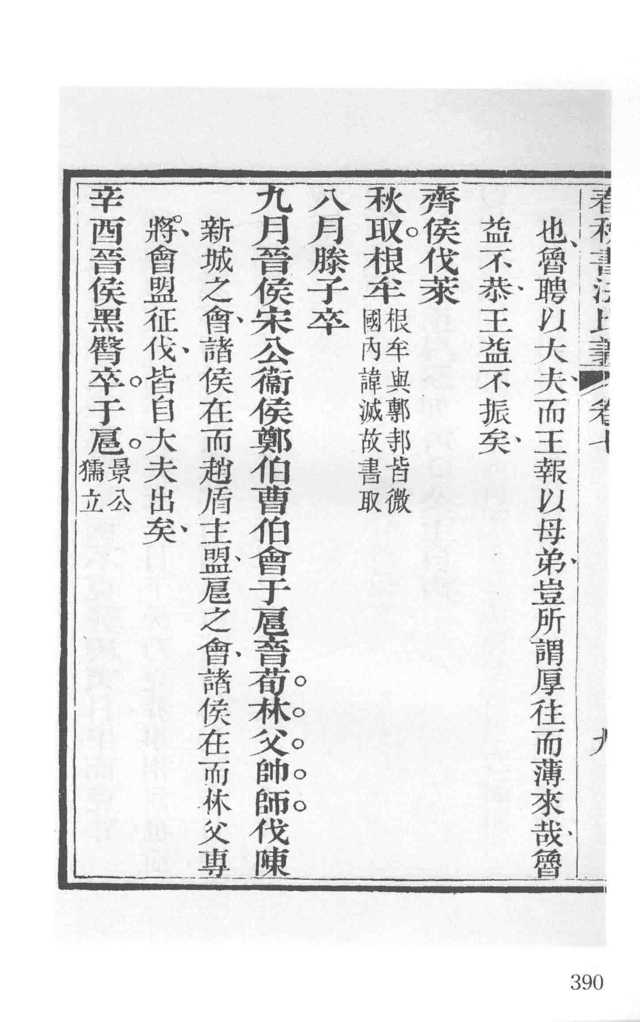 春秋書法比義 卷七 九
也魯聘以大夫而王報以母弟豈所謂厚往而薄來哉魯
益不恭王益不振矣
齊侯伐萊
秋取根牟根牟與鄟邿皆微國內諱滅故書取
八月滕子卒
九月晉侯宋公衞侯鄭伯曹伯會于扈晉荀林父帥師伐陳
新城之會諸侯在而趙盾主盟扈之會諸侯在而林父專
將會盟征伐皆自大夫出矣
辛酉晉侯黑臀卒于扈景公獳立
390